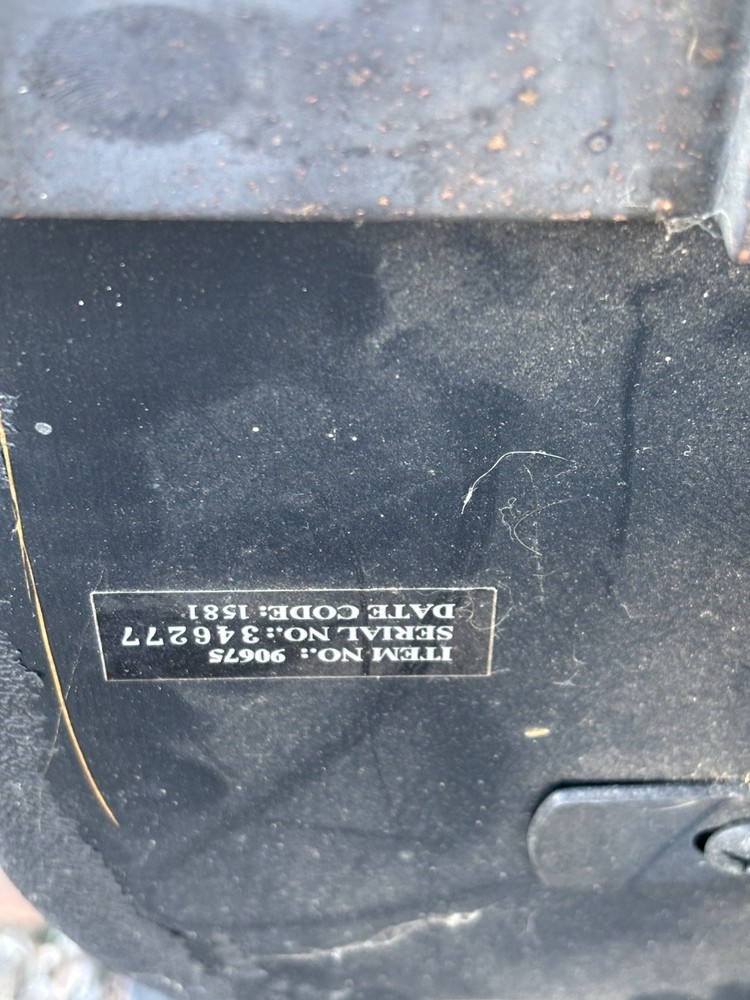 ITEM NO.: 90675
SERIAL NO.: 346277
DATE CODE: 1581